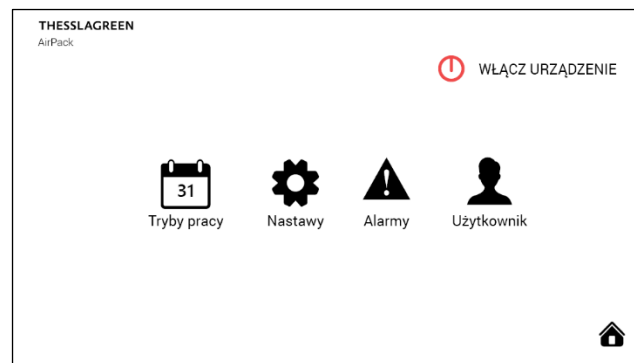 THESSLAGREEN
AirPack
WŁĄCZ URZĄDZENIE
31
Tryby pracy
Nastawy
Alarmy
Użytkownik